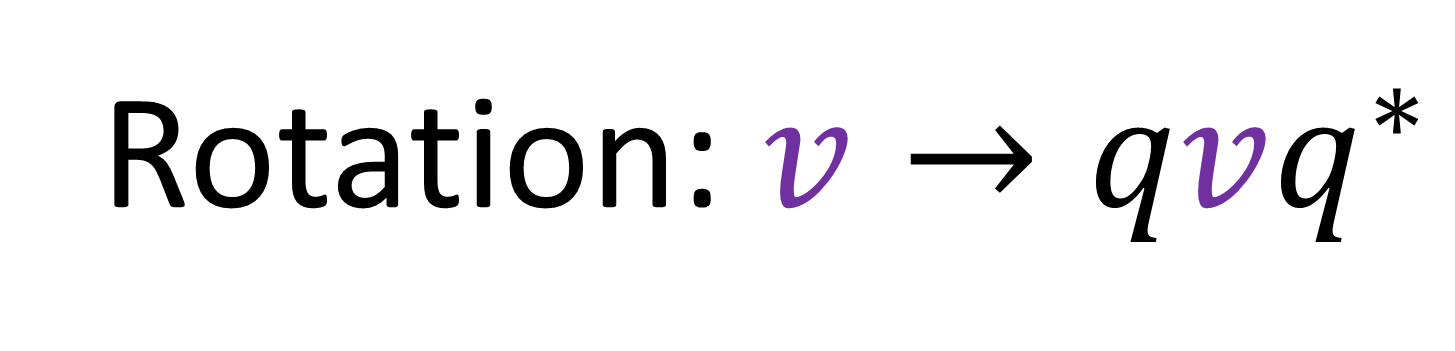 Rotation: 𝑣 → 𝑞𝑣𝑞*